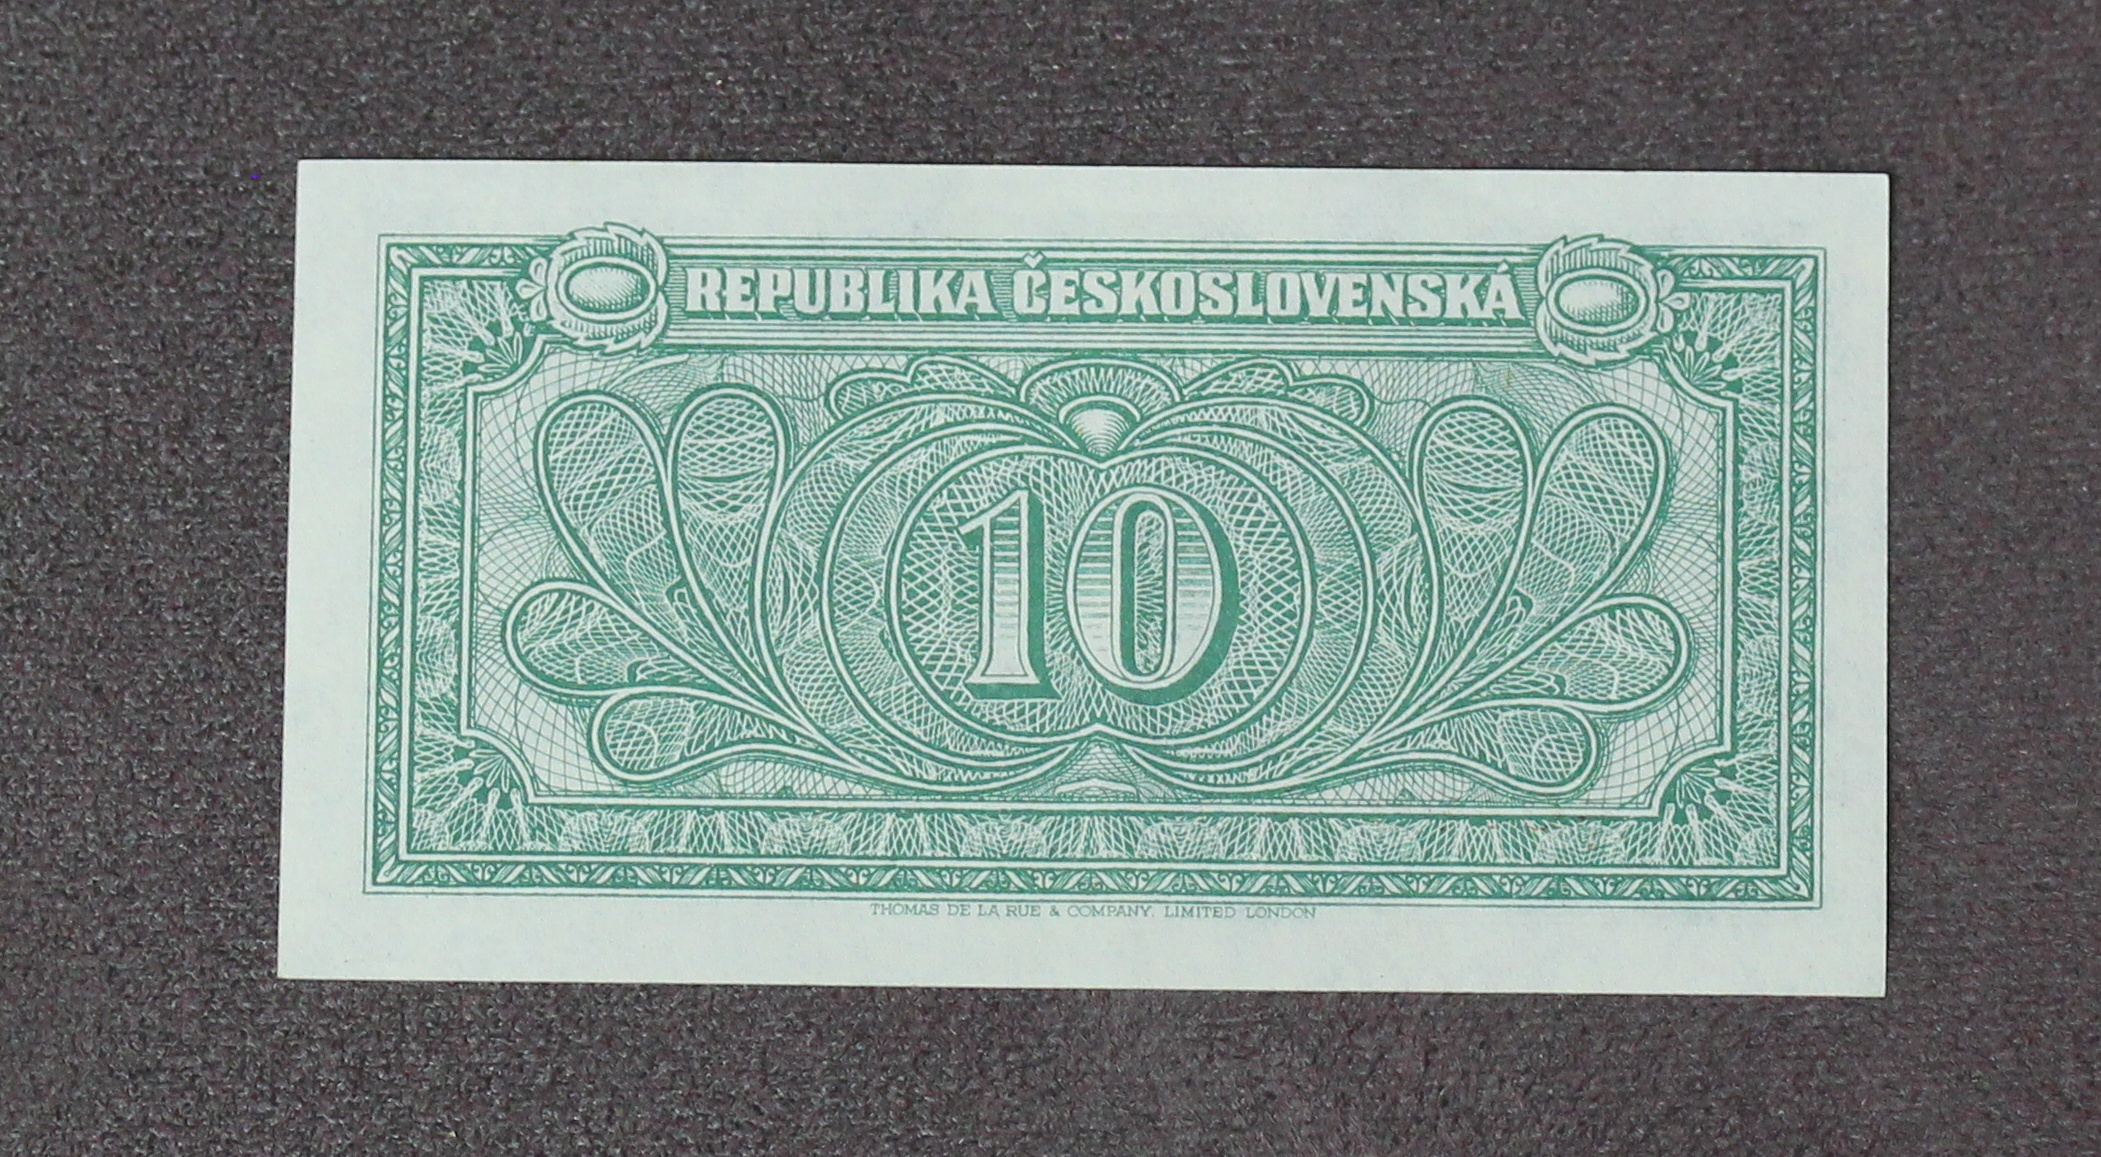 REPUBLIKA ČESKOSLOVENSKÁ
10
THOMAS DE LA RUE & COMPANY, LIMITED LONDON